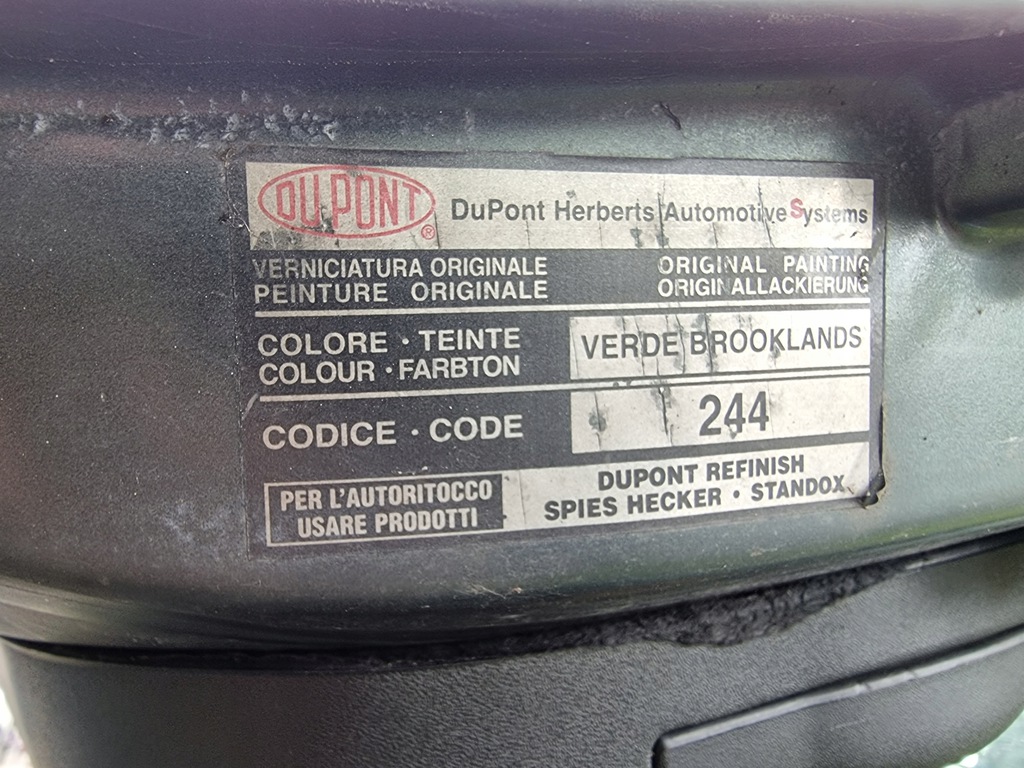 DU PONT®
DuPont Herberts Automotive Systems
VERNICIATURA ORIGINALE ORIGINAL PAINTING
PEINTURE ORIGINALE ORIGINALLACKIERUNG
COLORE · TEINTE
COLOUR · FARBTON
VERDE BROOKLANDS
CODICE · CODE 244
PER L'AUTORITOCCO
USARE PRODOTTI
DUPONT REFINISH
SPIES HECKER · STANDOX